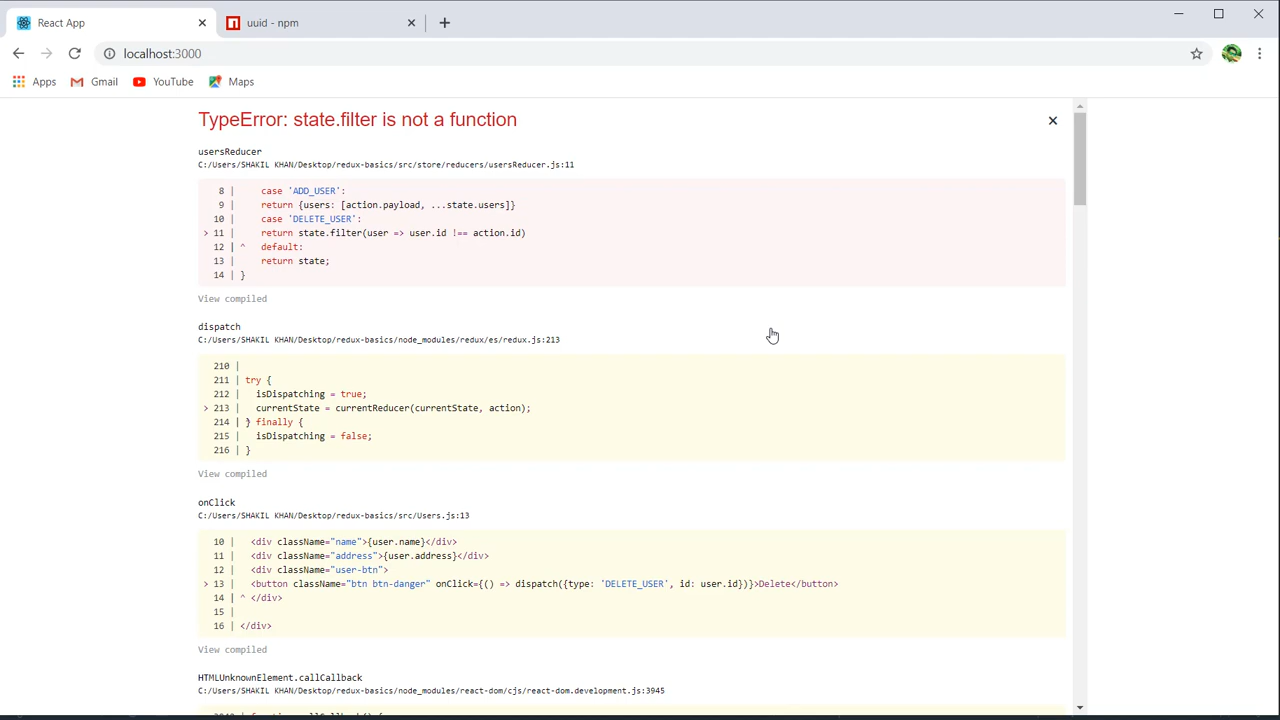 React App
uuid - npm
localhost:3000
Apps
Gmail
YouTube
Maps
TypeError: state.filter is not a function
usersReducer
C:/Users/SHAKIL KHAN/Desktop/redux-basics/src/store/reducers/usersReducer.js:11
8 | case 'ADD_USER':
9 | return {users: [action.payload, ...state.users]}
10 | case 'DELETE_USER':
> 11 | return state.filter(user => user.id !== action.id)
12 | ^ default:
13 | return state;
14 | }
View compiled
dispatch
C:/Users/SHAKIL KHAN/Desktop/redux-basics/node_modules/redux/es/redux.js:213
210 |
211 | try {
212 | isDispatching = true;
> 213 | currentState = currentReducer(currentState, action);
214 | } finally {
215 | isDispatching = false;
216 | }
View compiled
onClick
C:/Users/SHAKIL KHAN/Desktop/redux-basics/src/Users.js:13
10 | <div className="name">{user.name}</div>
11 | <div className="address">{user.address}</div>
12 | <div className="user-btn">
> 13 | <button className="btn btn-danger" onClick={() => dispatch({type: 'DELETE_USER', id: user.id})}>Delete</button>
14 | ^ </div>
15 |
16 | </div>
View compiled
HTMLUnknownElement.callCallback
C:/Users/SHAKIL KHAN/Desktop/redux-basics/node_modules/react-dom/cjs/react-dom.development.js:3945